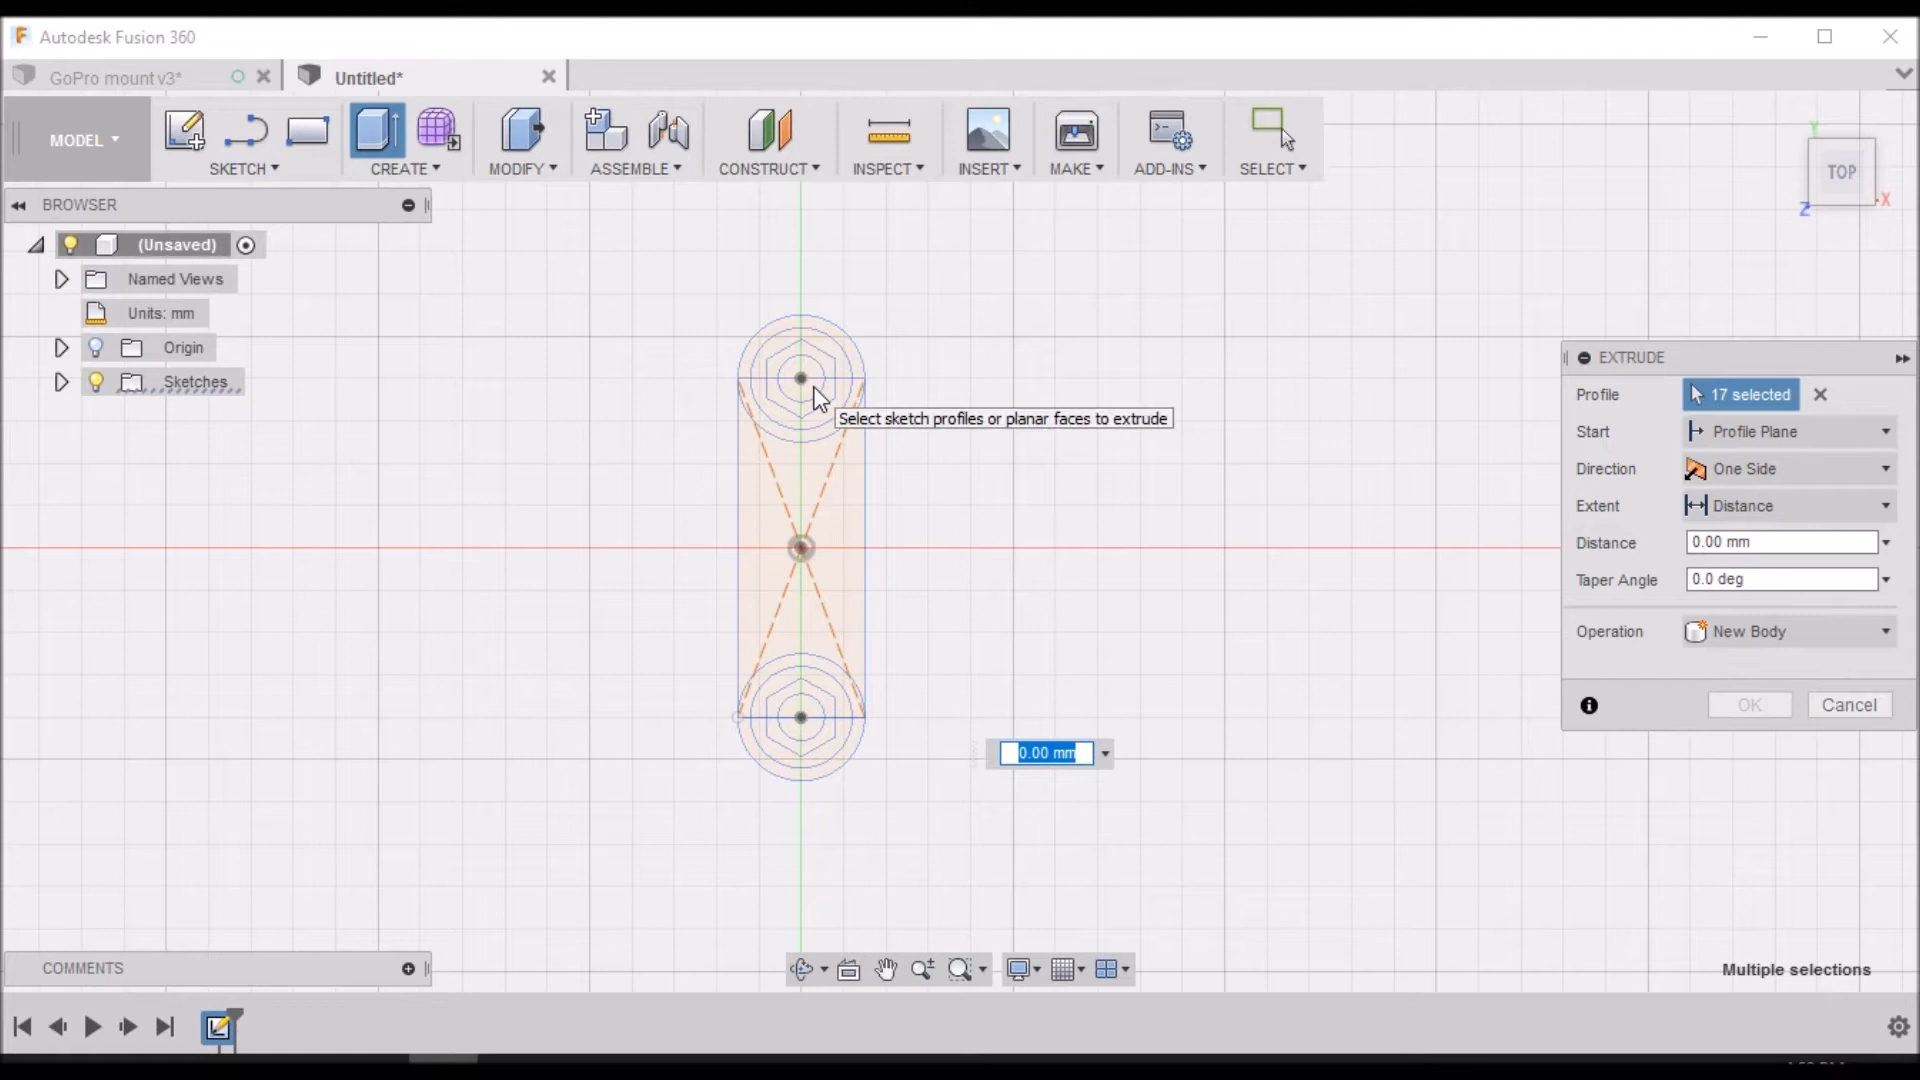 Autodesk Fusion 360
GoPro mount v3*
Untitled*
MODEL
SKETCH
CREATE
MODIFY
ASSEMBLE
CONSTRUCT
INSPECT
INSERT
MAKE
ADD-INS
SELECT
TOP
Y
X
Z
BROWSER
(Unsaved)
Named Views
Units: mm
Origin
Sketches
Select sketch profiles or planar faces to extrude
0.00 mm
EXTRUDE
Profile 17 selected
Start Profile Plane
Direction One Side
Extent Distance
Distance 0.00 mm
Taper Angle 0.0 deg
Operation New Body
OK Cancel
COMMENTS
Multiple selections